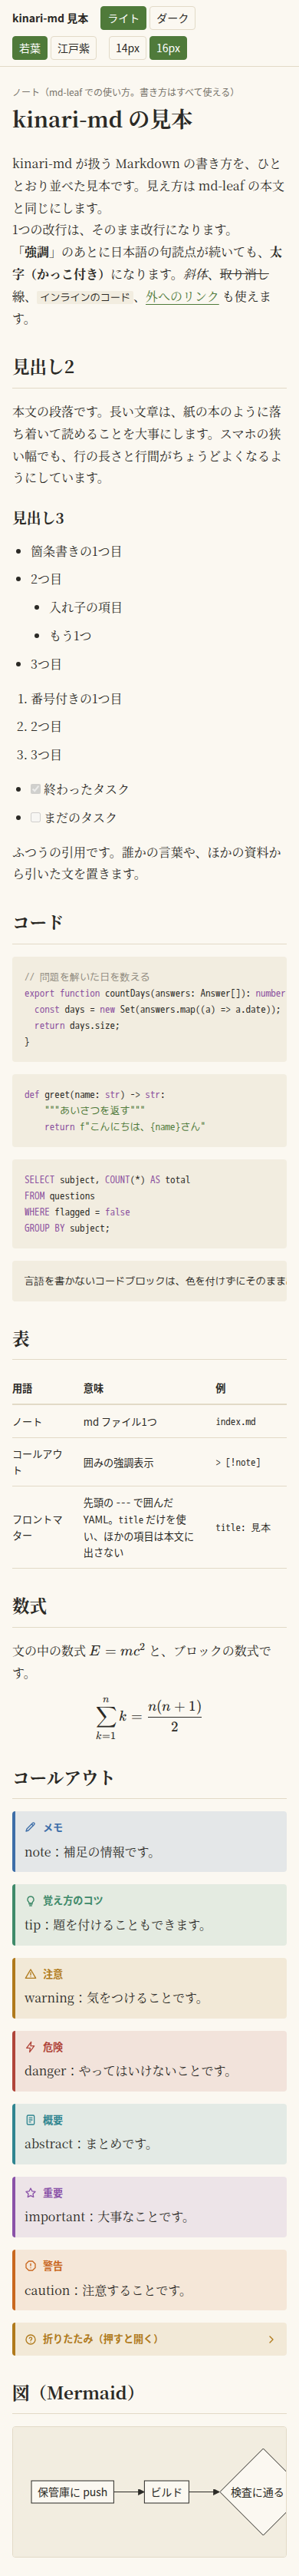 kinari-md 見本 ライト ダーク
若葉 江戸紫 14px 16px
ノート（md-leaf での使い方。書き方はすべて使える）
kinari-md の見本
kinari-md が扱う Markdown の書き方を、ひと
とおり並べた見本です。見え方は md-leaf の本文
と同じにします。
1つの改行は、そのまま改行になります。
「強調」のあとに日本語の句読点が続いても、太
字（かっこ付き）になります。斜体、取り消し
線、インラインのコード、外へのリンク も使えま
す。
見出し2
本文の段落です。長い文章は、紙の本のように落
ち着いて読めることを大事にします。スマホの狭
い幅でも、行の長さと行間がちょうどよくなるよ
うにしています。
見出し3
• 箇条書きの1つ目
• 2つ目
• 入れ子の項目
• もう1つ
• 3つ目
1. 番号付きの1つ目
2. 2つ目
3. 3つ目
• 終わったタスク
• まだのタスク
ふつうの引用です。誰かの言葉や、ほかの資料か
ら引いた文を置きます。
コード
// 問題を解いた日を数える
export function countDays(answers: Answer[]): number
const days = new Set(answers.map((a) => a.date));
return days.size;
}
def greet(name: str) -> str:
"""あいさつを返す"""
return f"こんにちは、{name}さん"
SELECT subject, COUNT(*) AS total
FROM questions
WHERE flagged = false
GROUP BY subject;
言語を書かないコードブロックは、色を付けずにそのまま
表
用語 意味 例
ノート md ファイル1つ index.md
コールアウ
ト
囲みの強調表示 > [!note]
フロントマ
ター
先頭の --- で囲んだ
YAML。title だけを使
い、ほかの項目は本文に
出さない
title: 見本
数式
文の中の数式 E = mc² と、ブロックの数式で
す。
n
∑ k = n(n + 1)
k=1 2
コールアウト
メモ
note：補足の情報です。
覚え方のコツ
tip：題を付けることもできます。
注意
warning：気をつけることです。
危険
danger：やってはいけないことです。
概要
abstract：まとめです。
重要
important：大事なことです。
警告
caution：注意することです。
折りたたみ（押すと開く）
図（Mermaid）
保管庫に push ビルド 検査に通る